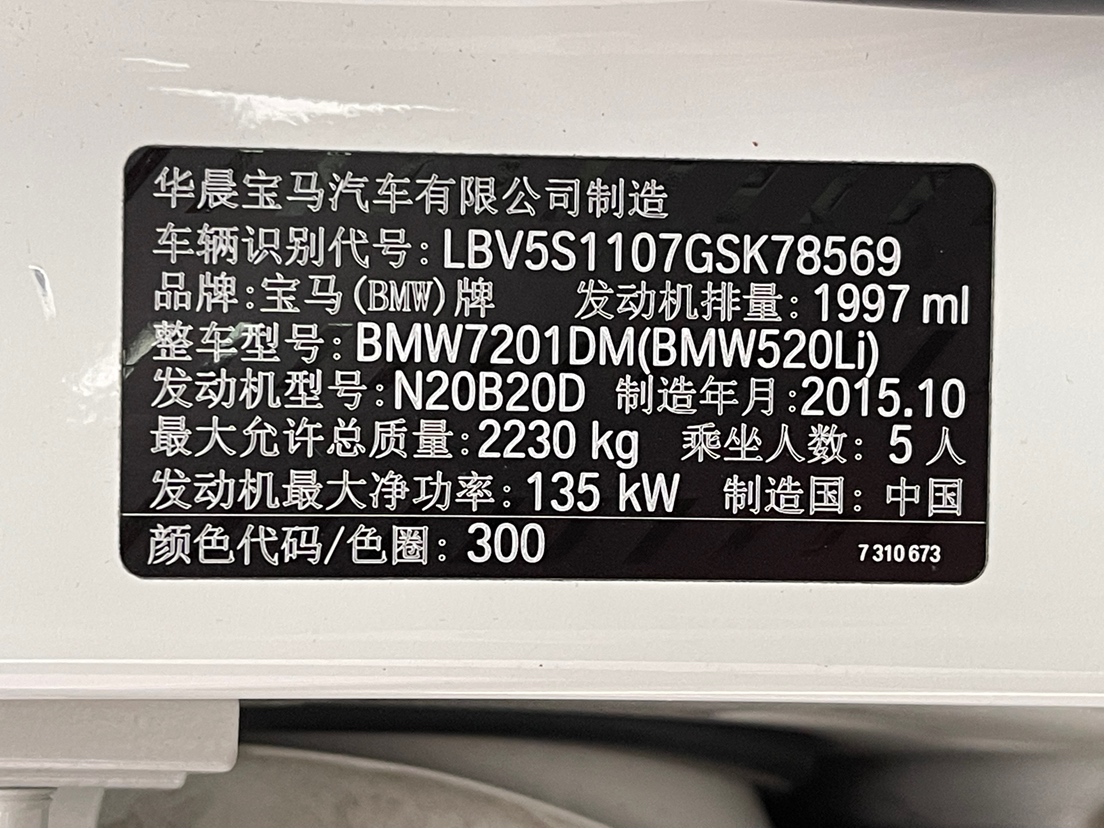 华晨宝马汽车有限公司制造
车辆识别代号:LBV5S1107GSK78569
品牌:宝马(BMW)牌 发动机排量:1997 ml
整车型号:BMW7201DM(BMW520Li)
发动机型号:N20B20D 制造年月:2015.10
最大允许总质量:2230 kg 乘坐人数: 5 人
发动机最大净功率:135 kW 制造国: 中国
颜色代码/色圈: 300 7 310 673